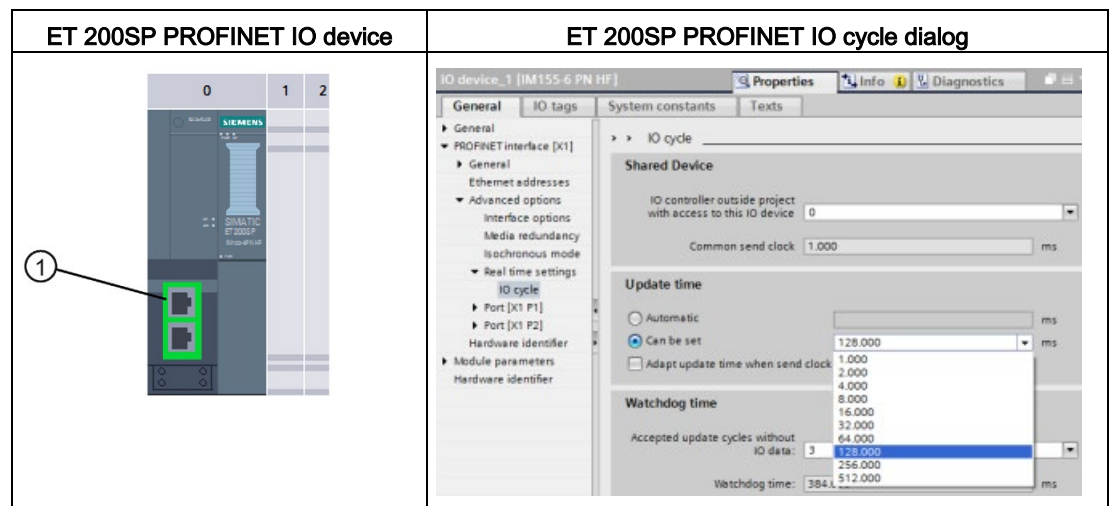 ET 200SP PROFINET IO device
ET 200SP PROFINET IO cycle dialog
0 1 2
SIEMENS
SIMATIC
ET 200SP
1
IO device_1 [IM155-6 PN HF]
Properties
Info
Diagnostics
General
IO tags
System constants
Texts
General
PROFINET interface [X1]
General
Ethernet addresses
Advanced options
Interface options
Media redundancy
Isochronous mode
Real time settings
IO cycle
Port [X1 P1]
Port [X1 P2]
Hardware identifier
Module parameters
Hardware identifier
IO cycle
Shared Device
IO controller outside project
with access to this IO device 0
Common send clock 1.000 ms
Update time
Automatic ms
Can be set 128.000 ms
Adapt update time when send clock
1.000
2.000
4.000
8.000
16.000
32.000
64.000
128.000
256.000
512.000
Watchdog time
Accepted update cycles without
IO data: 3
Watchdog time: 384. ms